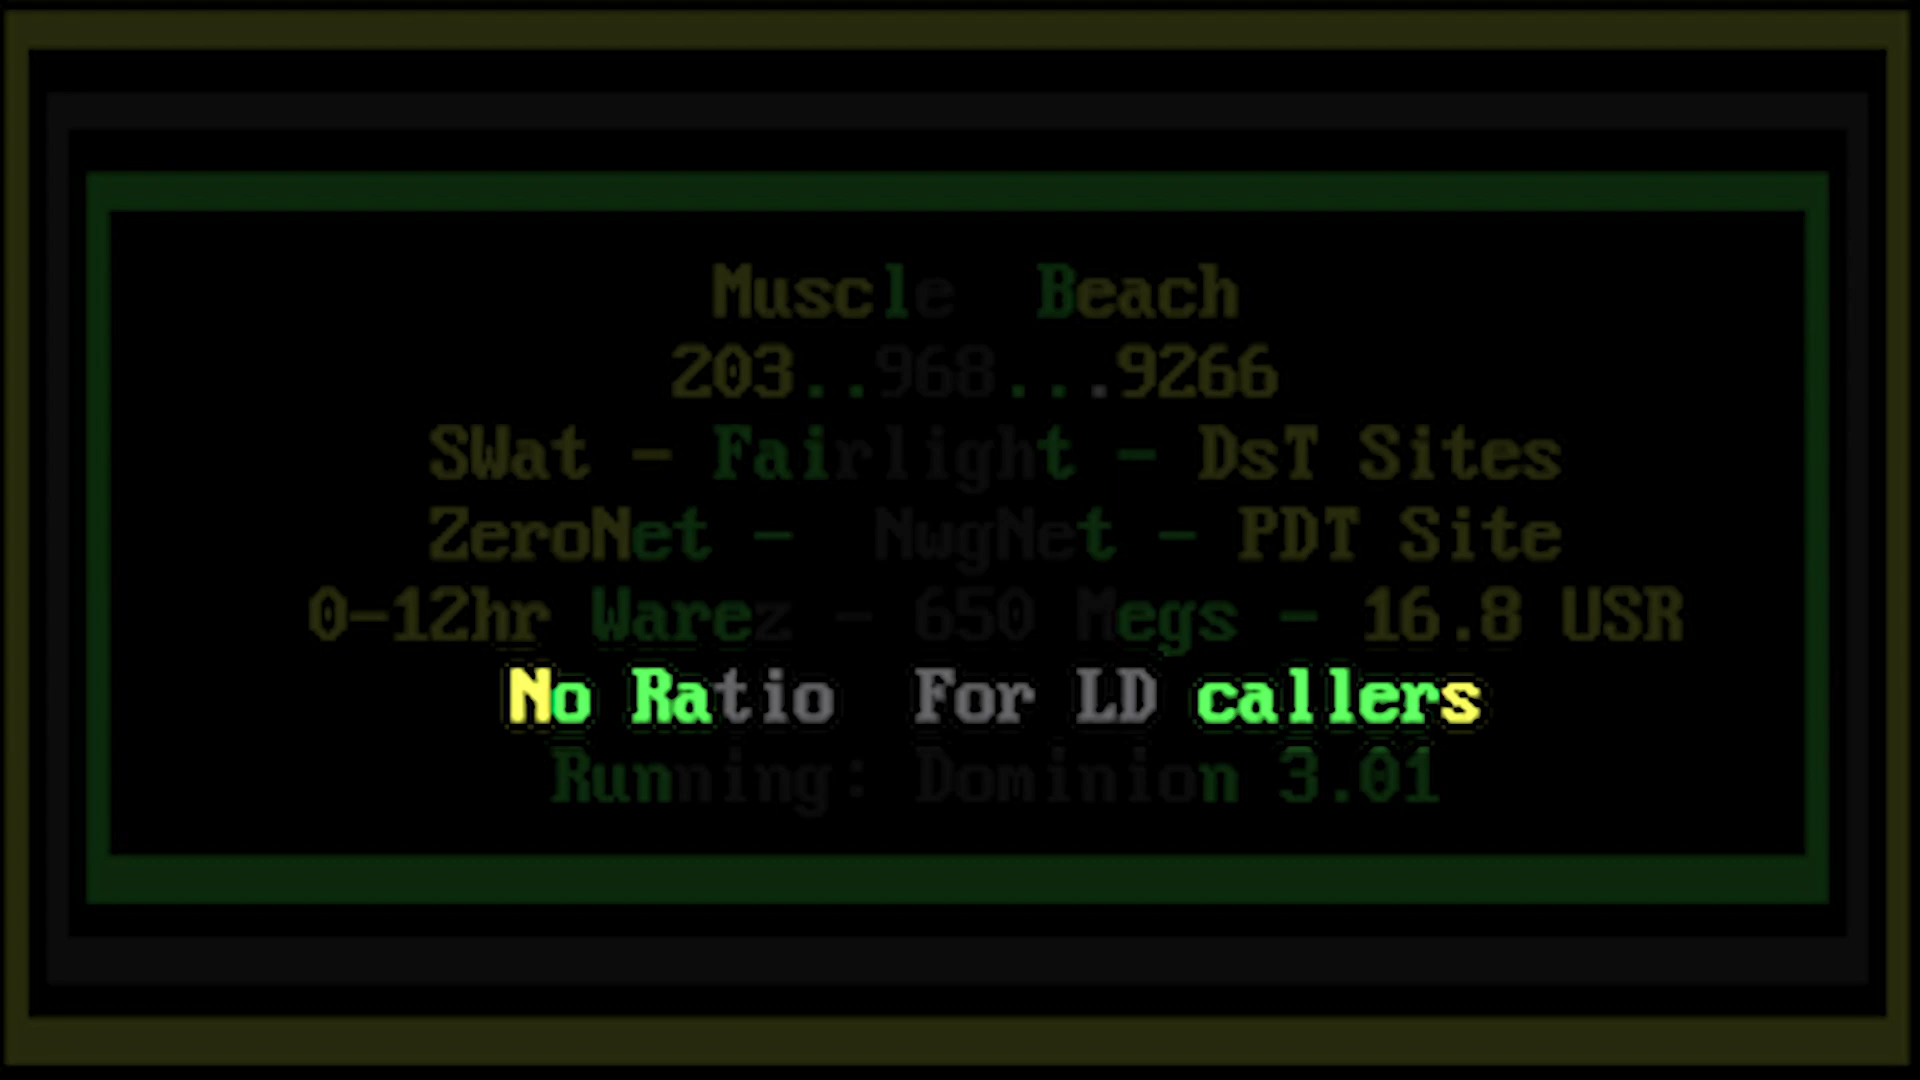 Muscle Beach
203..968...9266
SWat - Fairlight - DsT Sites
ZeroNet - NwgNet - PDT Site
0-12hr Warez - 650 Megs - 16.8 USR
No Ratio For LD callers
Running: Dominion 3.01